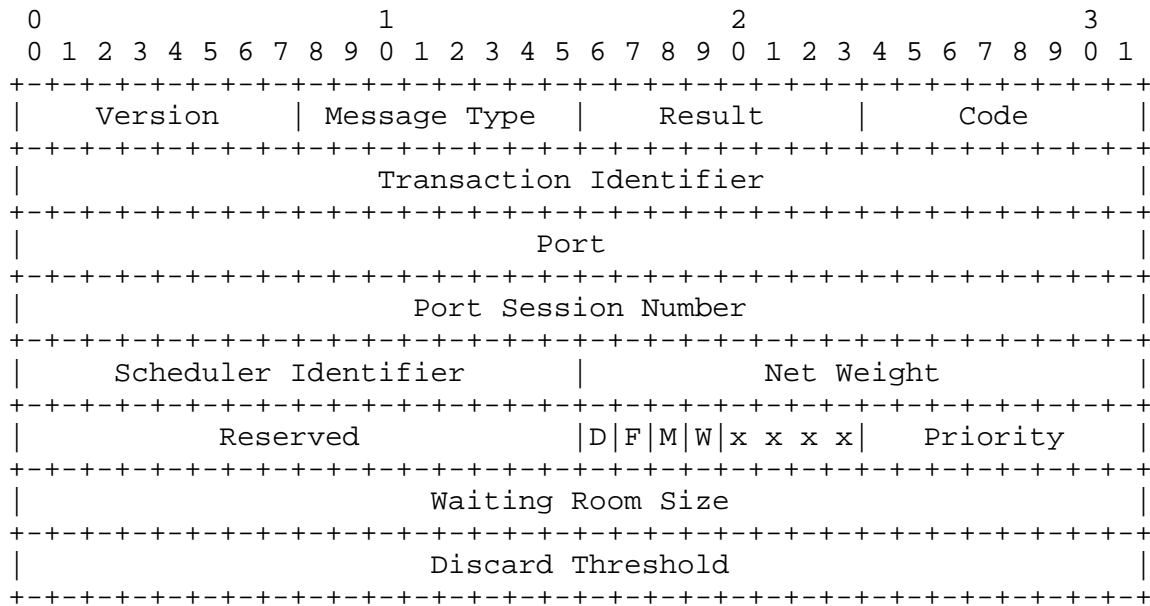 0                   1                   2                   3
 0 1 2 3 4 5 6 7 8 9 0 1 2 3 4 5 6 7 8 9 0 1 2 3 4 5 6 7 8 9 0 1
+-+-+-+-+-+-+-+-+-+-+-+-+-+-+-+-+-+-+-+-+-+-+-+-+-+-+-+-+-+-+-+-+
|    Version    | Message Type  |    Result     |     Code      |
+-+-+-+-+-+-+-+-+-+-+-+-+-+-+-+-+-+-+-+-+-+-+-+-+-+-+-+-+-+-+-+-+
|                    Transaction Identifier                     |
+-+-+-+-+-+-+-+-+-+-+-+-+-+-+-+-+-+-+-+-+-+-+-+-+-+-+-+-+-+-+-+-+
|                             Port                              |
+-+-+-+-+-+-+-+-+-+-+-+-+-+-+-+-+-+-+-+-+-+-+-+-+-+-+-+-+-+-+-+-+
|                      Port Session Number                      |
+-+-+-+-+-+-+-+-+-+-+-+-+-+-+-+-+-+-+-+-+-+-+-+-+-+-+-+-+-+-+-+-+
|     Scheduler Identifier      |          Net Weight           |
+-+-+-+-+-+-+-+-+-+-+-+-+-+-+-+-+-+-+-+-+-+-+-+-+-+-+-+-+-+-+-+-+
|           Reserved            |D|F|M|W|x x x x|   Priority    |
+-+-+-+-+-+-+-+-+-+-+-+-+-+-+-+-+-+-+-+-+-+-+-+-+-+-+-+-+-+-+-+-+
|                       Waiting Room Size                       |
+-+-+-+-+-+-+-+-+-+-+-+-+-+-+-+-+-+-+-+-+-+-+-+-+-+-+-+-+-+-+-+-+
|                       Discard Threshold                       |
+-+-+-+-+-+-+-+-+-+-+-+-+-+-+-+-+-+-+-+-+-+-+-+-+-+-+-+-+-+-+-+-+